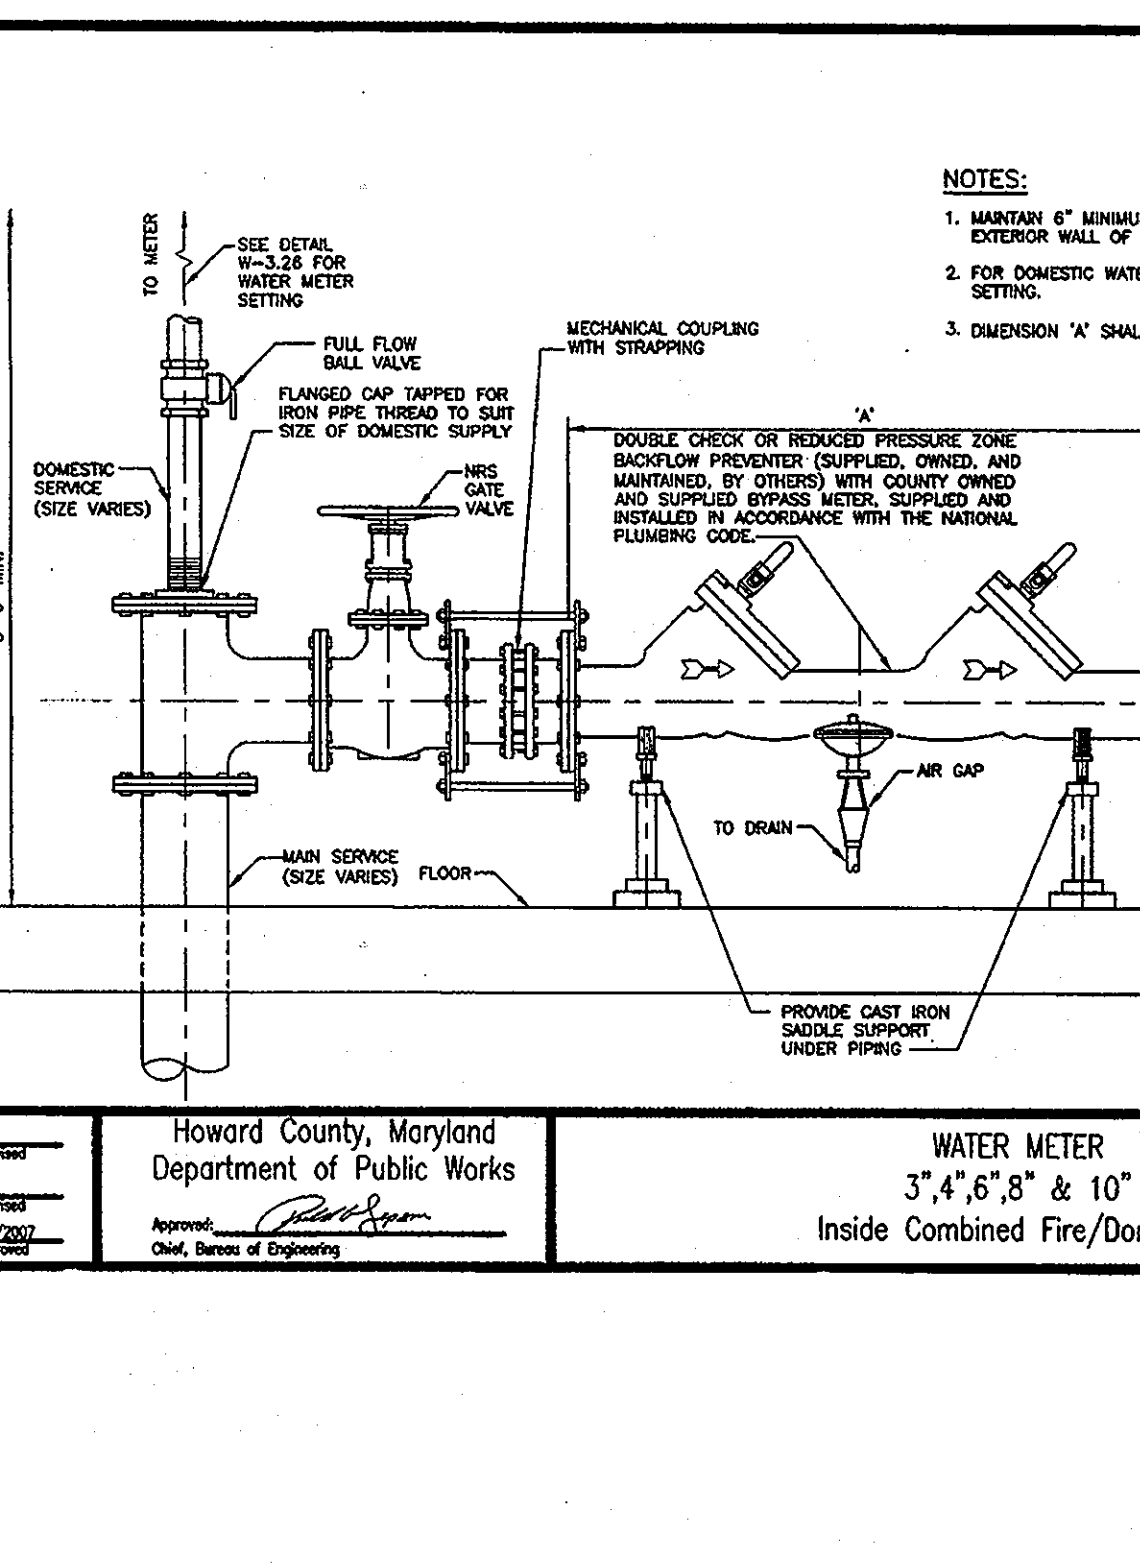 NOTES:
1. MAINTAIN 6" MINIMU
EXTERIOR WALL OF
2. FOR DOMESTIC WATE
SETTING.
3. DIMENSION 'A' SHAL
TO METER
SEE DETAIL
W-3.28 FOR
WATER METER
SETTING
FULL FLOW
BALL VALVE
FLANGED CAP TAPPED FOR
IRON PIPE THREAD TO SUIT
SIZE OF DOMESTIC SUPPLY
MECHANICAL COUPLING
WITH STRAPPING
'A'
DOUBLE CHECK OR REDUCED PRESSURE ZONE
BACKFLOW PREVENTER (SUPPLIED, OWNED, AND
MAINTAINED, BY OTHERS) WITH COUNTY OWNED
AND SUPPLIED BYPASS METER, SUPPLIED AND
INSTALLED IN ACCORDANCE WITH THE NATIONAL
PLUMBING CODE.
DOMESTIC
SERVICE
(SIZE VARIES)
NRS
GATE
VALVE
AIR GAP
TO DRAIN
MAIN SERVICE
(SIZE VARIES)
FLOOR
PROVIDE CAST IRON
SADDLE SUPPORT
UNDER PIPING
/2007
Howard County, Maryland
Department of Public Works
Approved:
Chief, Bureau of Engineering
WATER METER
3",4",6",8" & 10"
Inside Combined Fire/Do